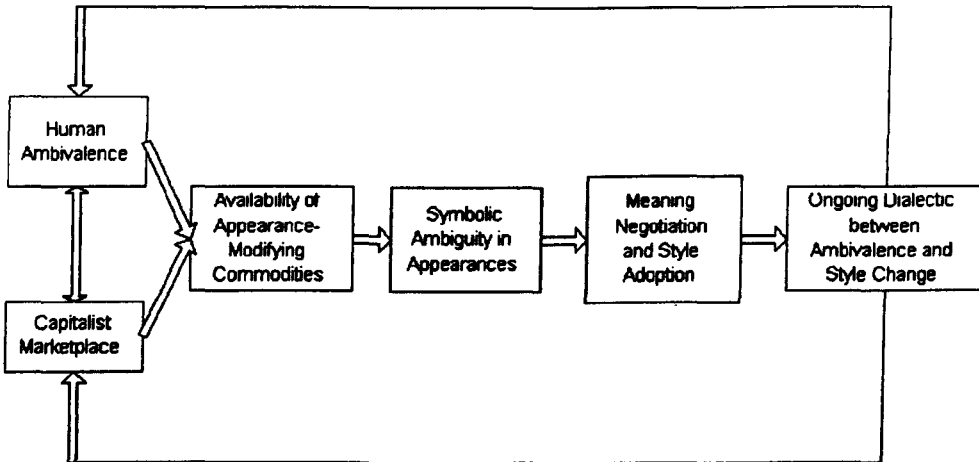 Human
Ambivalence
Capitalist
Marketplace
Availability of
Appearance-
Modifying
Commodities
Symbolic
Ambiguity in
Appearances
Meaning
Negotiation
and Style
Adoption
Ongoing Dialectic
between
Ambivalence and
Style Change